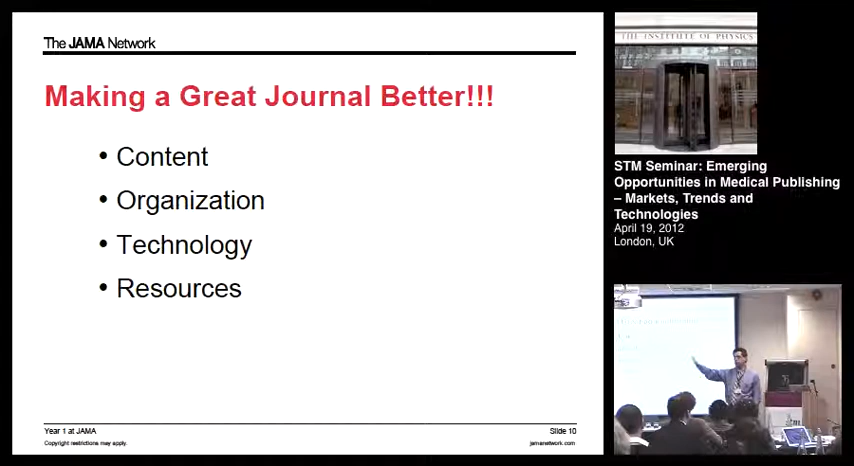 The JAMA Network
Making a Great Journal Better!!!
• Content
• Organization
• Technology
• Resources
Year 1 at JAMA
Slide 10
Copyright restrictions may apply.
jamanetwork.com
THE INSTITUTE OF PHYSICS
STM Seminar: Emerging
Opportunities in Medical Publishing
– Markets, Trends and
Technologies
April 19, 2012
London, UK